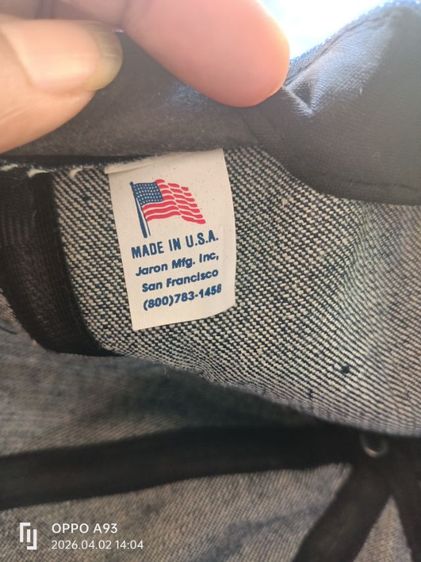 MADE IN U.S.A.
Jaron Mfg. Inc,
San Francisco
(800)783-1458
OPPO A93
2026.04.02 14:04